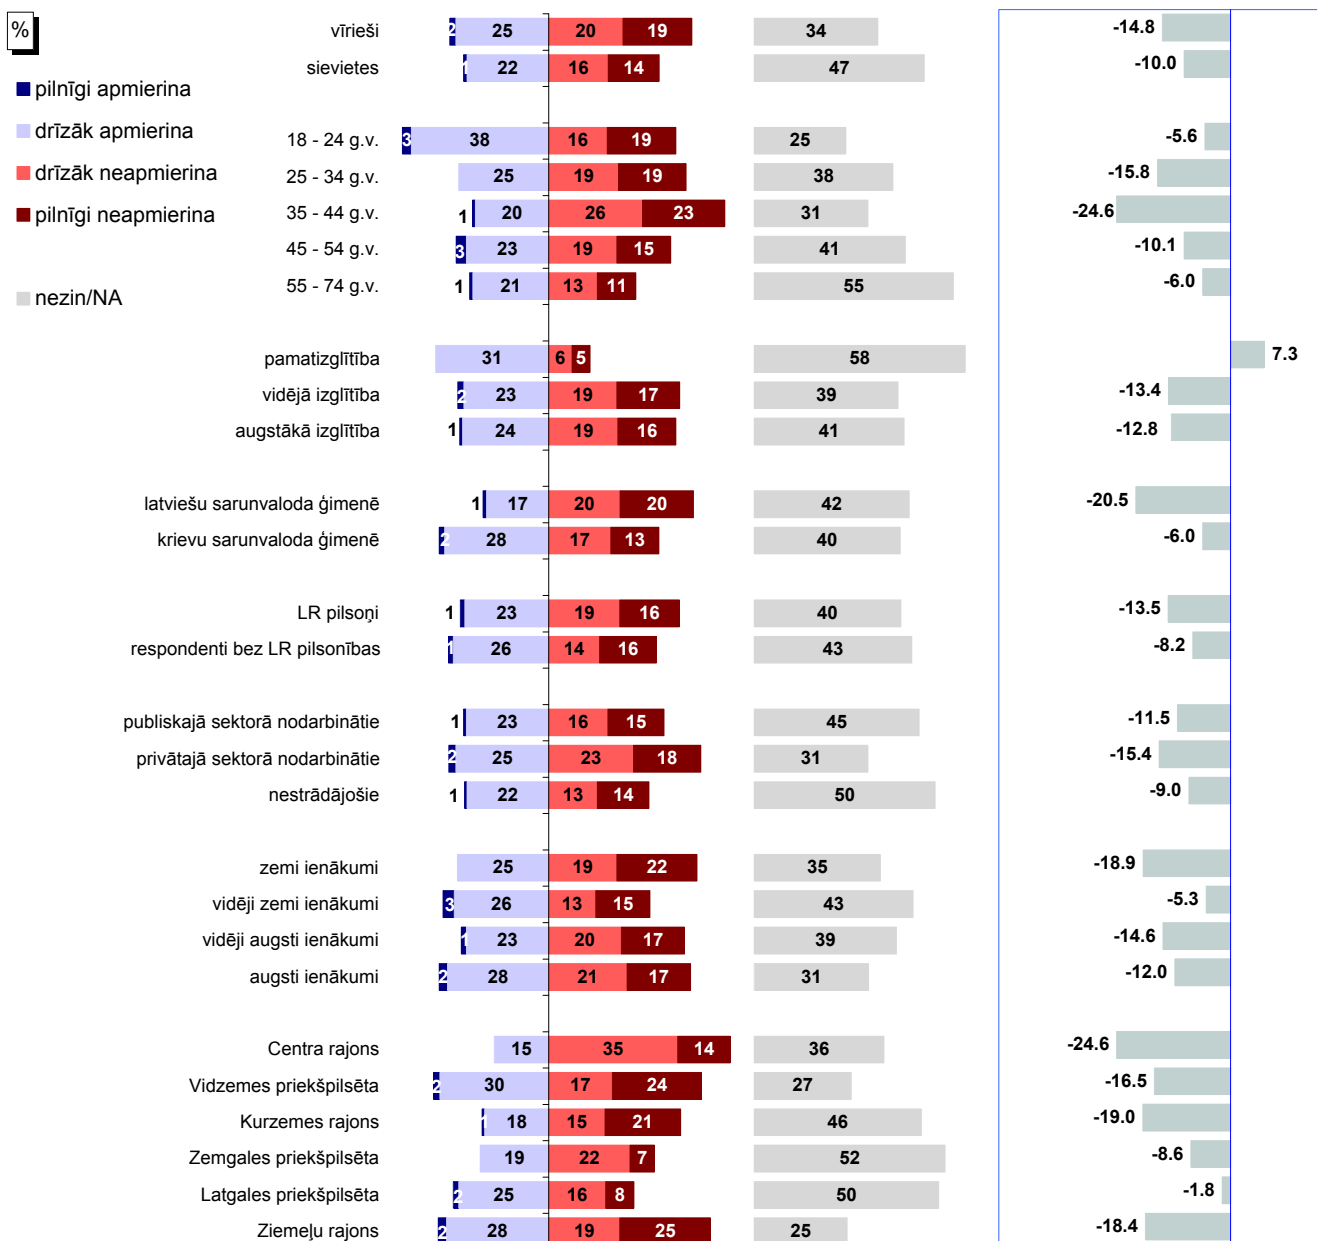 %
pilnīgi apmierina
drīzāk apmierina
drīzāk neapmierina
pilnīgi neapmierina
nezin/NA
vīrieši 2 25 20 19 34 -14.8
sievietes 1 22 16 14 47 -10.0
18 - 24 g.v. 3 38 16 19 25 -5.6
25 - 34 g.v. 25 19 19 38 -15.8
35 - 44 g.v. 1 20 26 23 31 -24.6
45 - 54 g.v. 3 23 19 15 41 -10.1
55 - 74 g.v. 1 21 13 11 55 -6.0
pamatizglītība 31 6 5 58 7.3
vidējā izglītība 2 23 19 17 39 -13.4
augstākā izglītība 1 24 19 16 41 -12.8
latviešu sarunvaloda ģimenē 1 17 20 20 42 -20.5
krievu sarunvaloda ģimenē 2 28 17 13 40 -6.0
LR pilsoņi 1 23 19 16 40 -13.5
respondenti bez LR pilsonības 1 26 14 16 43 -8.2
publiskajā sektorā nodarbinātie 1 23 16 15 45 -11.5
privātajā sektorā nodarbinātie 2 25 23 18 31 -15.4
nestrādājošie 1 22 13 14 50 -9.0
zemi ienākumi 25 19 22 35 -18.9
vidēji zemi ienākumi 3 26 13 15 43 -5.3
vidēji augsti ienākumi 1 23 20 17 39 -14.6
augsti ienākumi 2 28 21 17 31 -12.0
Centra rajons 15 35 14 36 -24.6
Vidzemes priekšpilsēta 2 30 17 24 27 -16.5
Kurzemes rajons 1 18 15 21 46 -19.0
Zemgales priekšpilsēta 19 22 7 52 -8.6
Latgales priekšpilsēta 2 25 16 8 50 -1.8
Ziemeļu rajons 2 28 19 25 25 -18.4